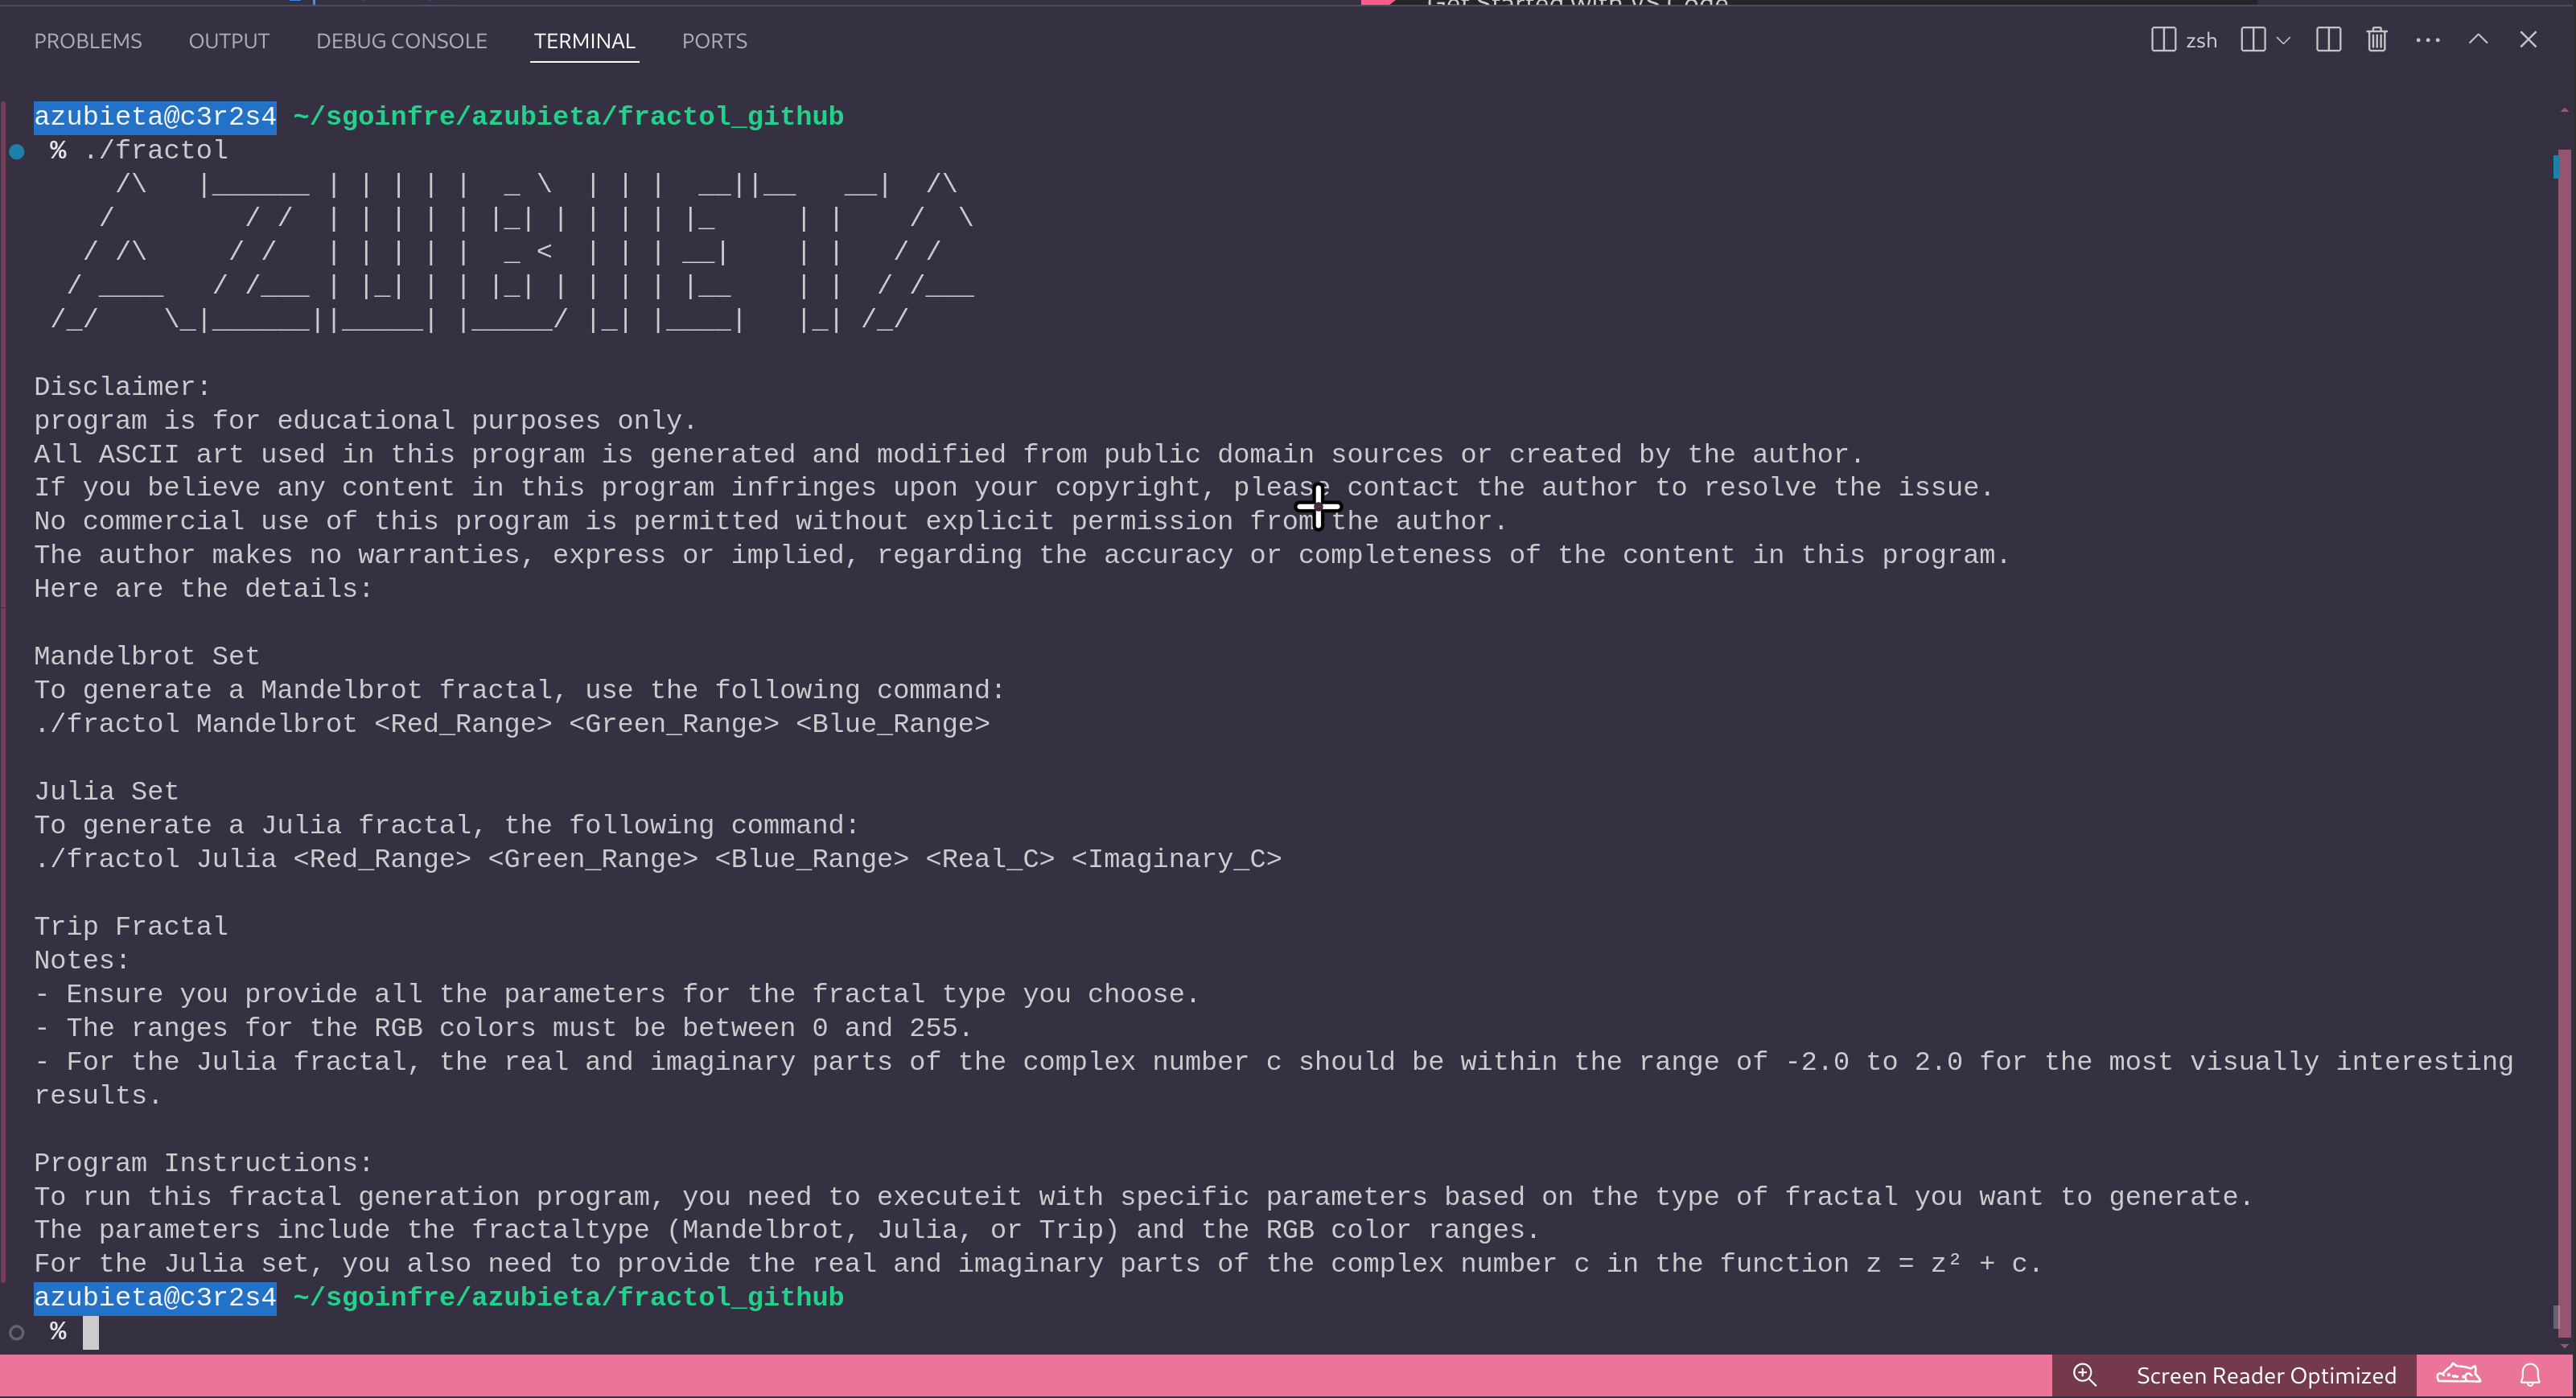 Get Started with VS Code
PROBLEMS OUTPUT DEBUG CONSOLE TERMINAL PORTS zsh
azubieta@c3r2s4 ~/sgoinfre/azubieta/fractol_github
% ./fractol
     /\   |______ | | | | |  _ \  | | |  __||__   __|  /\
    /        / /  | | | | | |_| | | | | |_     | |    /  \
   / /\     / /   | | | | |  _ <  | | | __|    | |   / /
  / ____   / /___ | |_| | | |_| | | | | |__    | |  / /___
 /_/    \_|______||_____| |_____/ |_| |____|   |_| /_/
Disclaimer:
program is for educational purposes only.
All ASCII art used in this program is generated and modified from public domain sources or created by the author.
If you believe any content in this program infringes upon your copyright, please contact the author to resolve the issue.
No commercial use of this program is permitted without explicit permission from the author.
The author makes no warranties, express or implied, regarding the accuracy or completeness of the content in this program.
Here are the details:
Mandelbrot Set
To generate a Mandelbrot fractal, use the following command:
./fractol Mandelbrot <Red_Range> <Green_Range> <Blue_Range>
Julia Set
To generate a Julia fractal, the following command:
./fractol Julia <Red_Range> <Green_Range> <Blue_Range> <Real_C> <Imaginary_C>
Trip Fractal
Notes:
- Ensure you provide all the parameters for the fractal type you choose.
- The ranges for the RGB colors must be between 0 and 255.
- For the Julia fractal, the real and imaginary parts of the complex number c should be within the range of -2.0 to 2.0 for the most visually interesting
results.
Program Instructions:
To run this fractal generation program, you need to executeit with specific parameters based on the type of fractal you want to generate.
The parameters include the fractaltype (Mandelbrot, Julia, or Trip) and the RGB color ranges.
For the Julia set, you also need to provide the real and imaginary parts of the complex number c in the function z = z² + c.
azubieta@c3r2s4 ~/sgoinfre/azubieta/fractol_github
%
Screen Reader Optimized